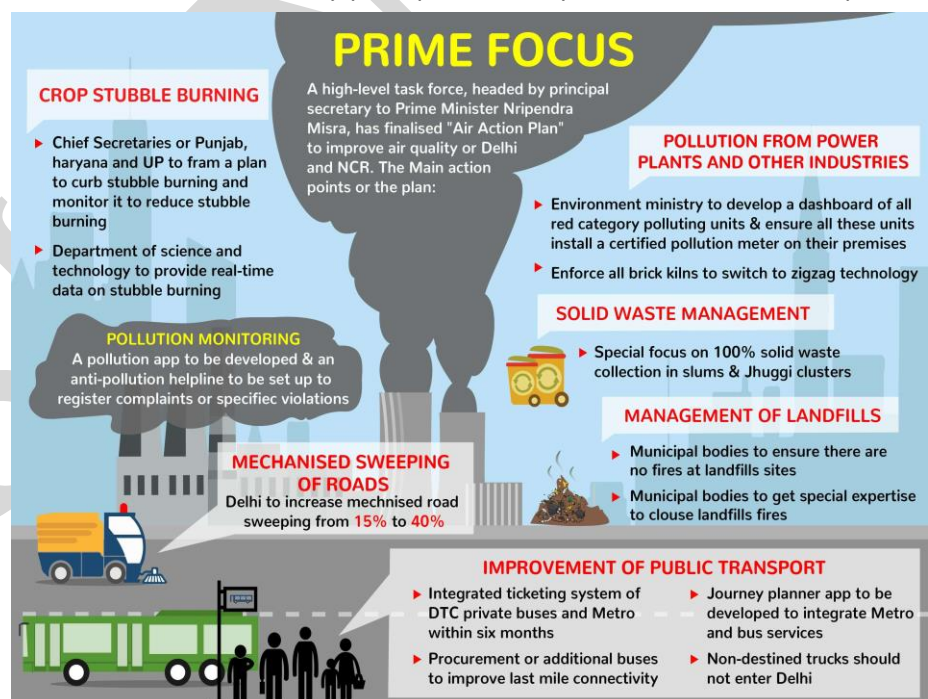 PRIME FOCUS
A high-level task force, headed by principal
secretary to Prime Minister Nripendra
Misra, has finalised "Air Action Plan"
to improve air quality or Delhi
and NCR. The Main action
points or the plan:
CROP STUBBLE BURNING
Chief Secretaries or Punjab,
haryana and UP to fram a plan
to curb stubble burning and
monitor it to reduce stubble
burning
Department of science and
technology to provide real-time
data on stubble burning
POLLUTION MONITORING
A pollution app to be developed & an
anti-pollution helpline to be set up to
register complaints or specifiec violations
POLLUTION FROM POWER
PLANTS AND OTHER INDUSTRIES
Environment ministry to develop a dashboard of all
red category polluting units & ensure all these units
install a certified pollution meter on their premises
Enforce all brick kilns to switch to zigzag technology
SOLID WASTE MANAGEMENT
Special focus on 100% solid waste
collection in slums & Jhuggi clusters
MANAGEMENT OF LANDFILLS
Municipal bodies to ensure there are
no fires at landfills sites
Municipal bodies to get special expertise
to clouse landfills fires
MECHANISED SWEEPING
OF ROADS
Delhi to increase mechnised road
sweeping from 15% to 40%
IMPROVEMENT OF PUBLIC TRANSPORT
Integrated ticketing system of
DTC private buses and Metro
within six months
Procurement or additional buses
to improve last mile connectivity
Journey planner app to be
developed to integrate Metro
and bus services
Non-destined trucks should
not enter Delhi